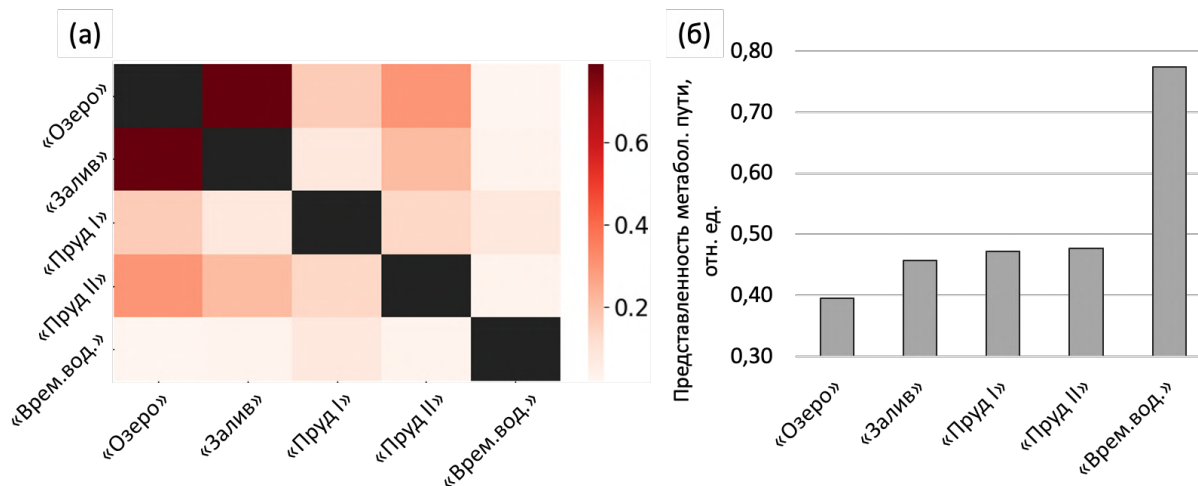 (а)
«Озеро»
«Залив»
«Пруд I»
«Пруд II»
«Врем.вод.»
«Озеро»
«Залив»
«Пруд I»
«Пруд II»
«Врем.вод.»
0.6
0.4
0.2
(б)
Представленность метабол. пути,
отн. ед.
0,80
0,70
0,60
0,50
0,40
0,30
«Озеро»
«Залив»
«Пруд I»
«Пруд II»
«Врем.вод.»